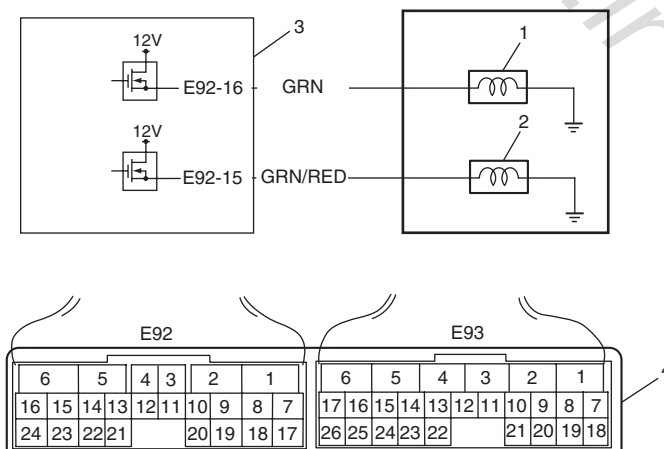 3
12V
E92-16 GRN
1
12V
E92-15 GRN/RED
2
E92 E93
4
6 5 4 3 2 1
16 15 14 13 12 11 10 9 8 7
24 23 22 21 20 19 18 17
6 5 4 3 2 1
17 16 15 14 13 12 11 10 9 8 7
26 25 24 23 22 21 20 19 18